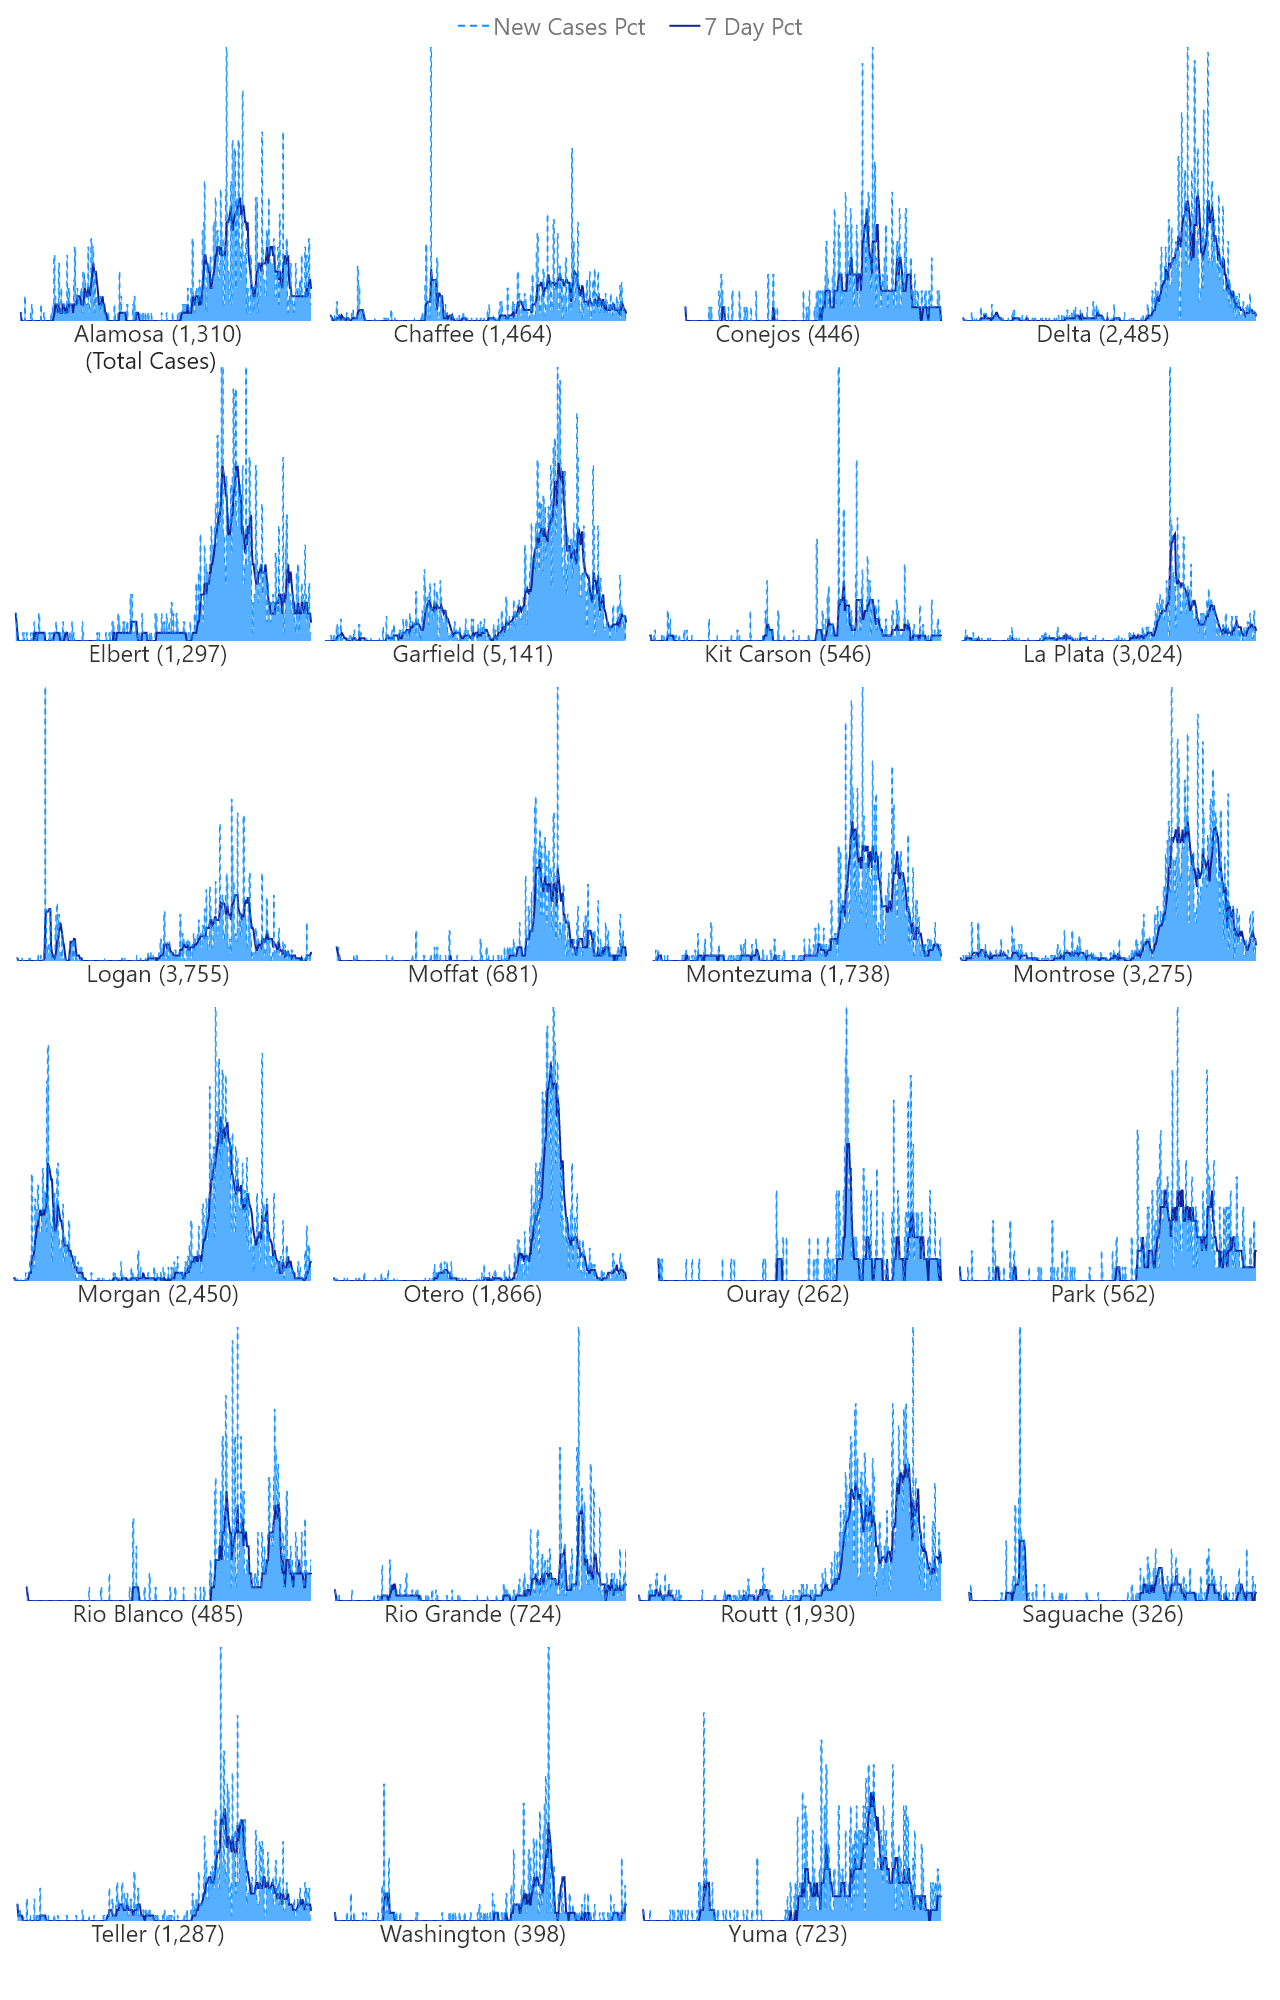 New Cases Pct 7 Day Pct
Alamosa (1,310) Chaffee (1,464) Conejos (446) Delta (2,485)
(Total Cases)
Elbert (1,297) Garfield (5,141) Kit Carson (546) La Plata (3,024)
Logan (3,755) Moffat (681) Montezuma (1,738) Montrose (3,275)
Morgan (2,450) Otero (1,866) Ouray (262) Park (562)
Rio Blanco (485) Rio Grande (724) Routt (1,930) Saguache (326)
Teller (1,287) Washington (398) Yuma (723)